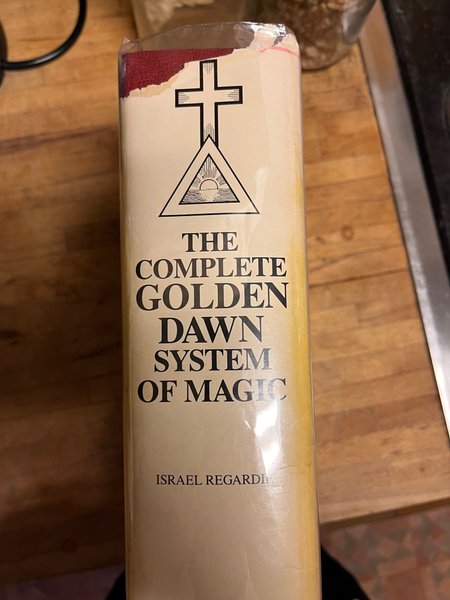 THE
COMPLETE
GOLDEN
DAWN
SYSTEM
OF MAGIC
ISRAEL REGARDIE